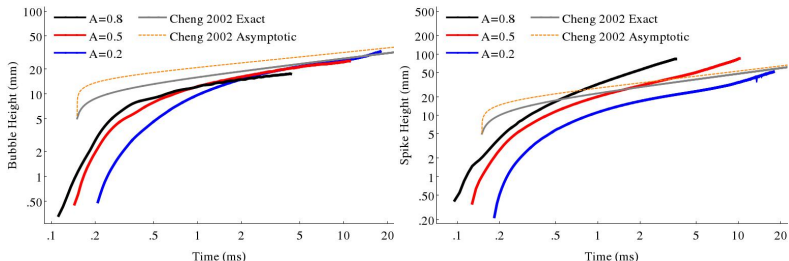 A=0.8
Cheng 2002 Exact
A=0.5
Cheng 2002 Asymptotic
A=0.2
100
50
20
10
5
2
1
.50
Bubble Height (mm)
.1
.2
.5
1
2
5
10
20
Time (ms)
A=0.8
Cheng 2002 Exact
A=0.5
Cheng 2002 Asymptotic
A=0.2
500
100
50
10
5
1
.50
.20
Spike Height (mm)
.1
.2
.5
1
2
5
10
20
Time (ms)